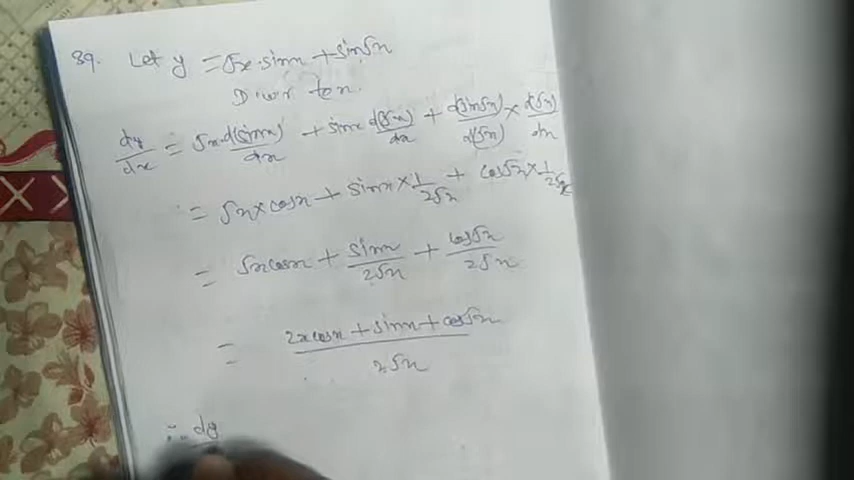 89. Let y = √x·sinx + sin√x
D.w.r to x.
dy/dx = √x·d(sinx)/dx + sinx d(√x)/dx + d(sin√x)/d(√x) × d(√x)/dx
= √x × cosx + sinx × 1/2√x + cos√x × 1/2√x
= √x cosx + sinx/2√x + cos√x/2√x
= 2x cosx + sinx + cos√x / 2√x
∴ dy